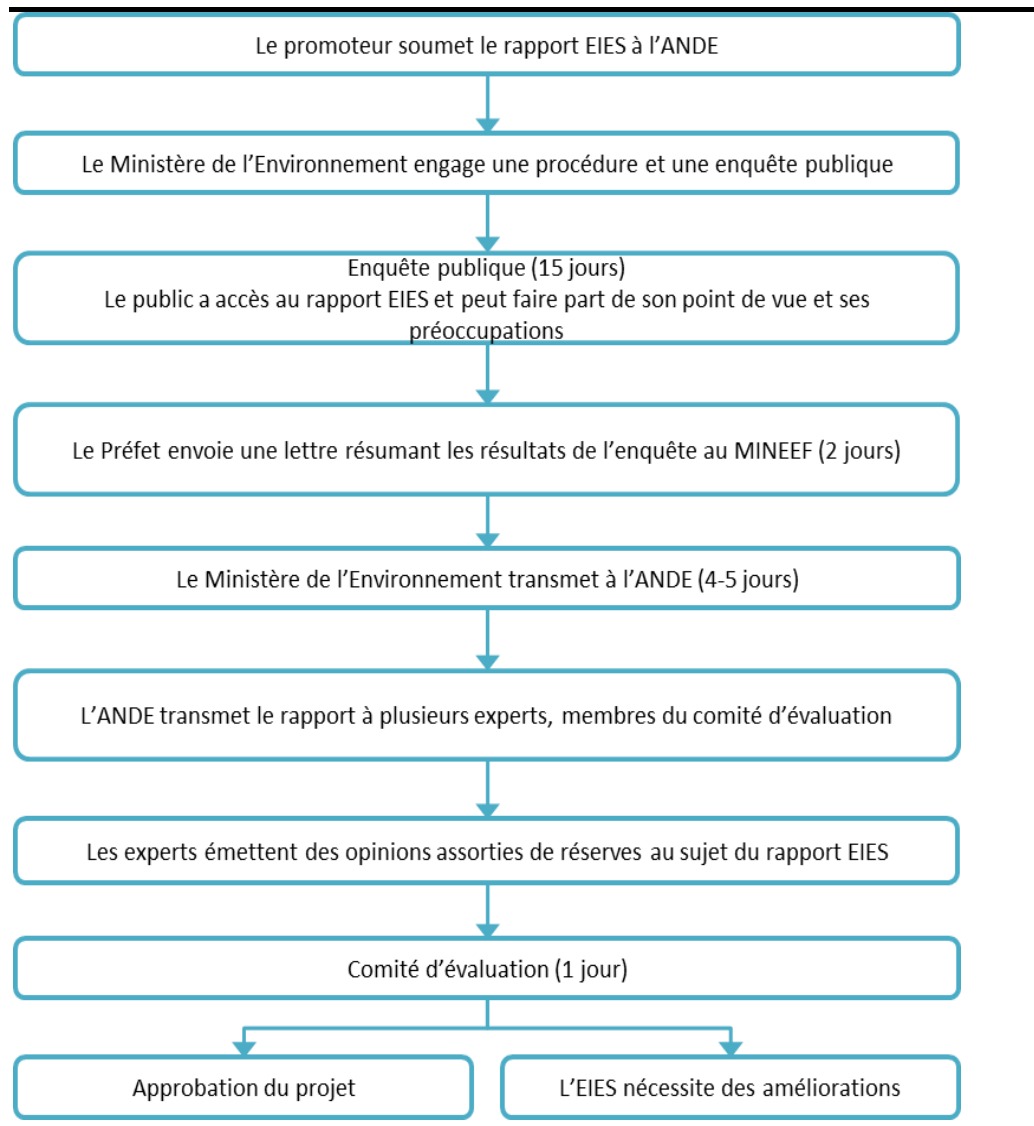 Le promoteur soumet le rapport EIES à l’ANDE
Le Ministère de l’Environnement engage une procédure et une enquête publique
Enquête publique (15 jours)
Le public a accès au rapport EIES et peut faire part de son point de vue et ses
préoccupations
Le Préfet envoie une lettre résumant les résultats de l’enquête au MINEEF (2 jours)
Le Ministère de l’Environnement transmet à l’ANDE (4-5 jours)
L’ANDE transmet le rapport à plusieurs experts, membres du comité d’évaluation
Les experts émettent des opinions assorties de réserves au sujet du rapport EIES
Comité d’évaluation (1 jour)
Approbation du projet
L’EIES nécessite des améliorations